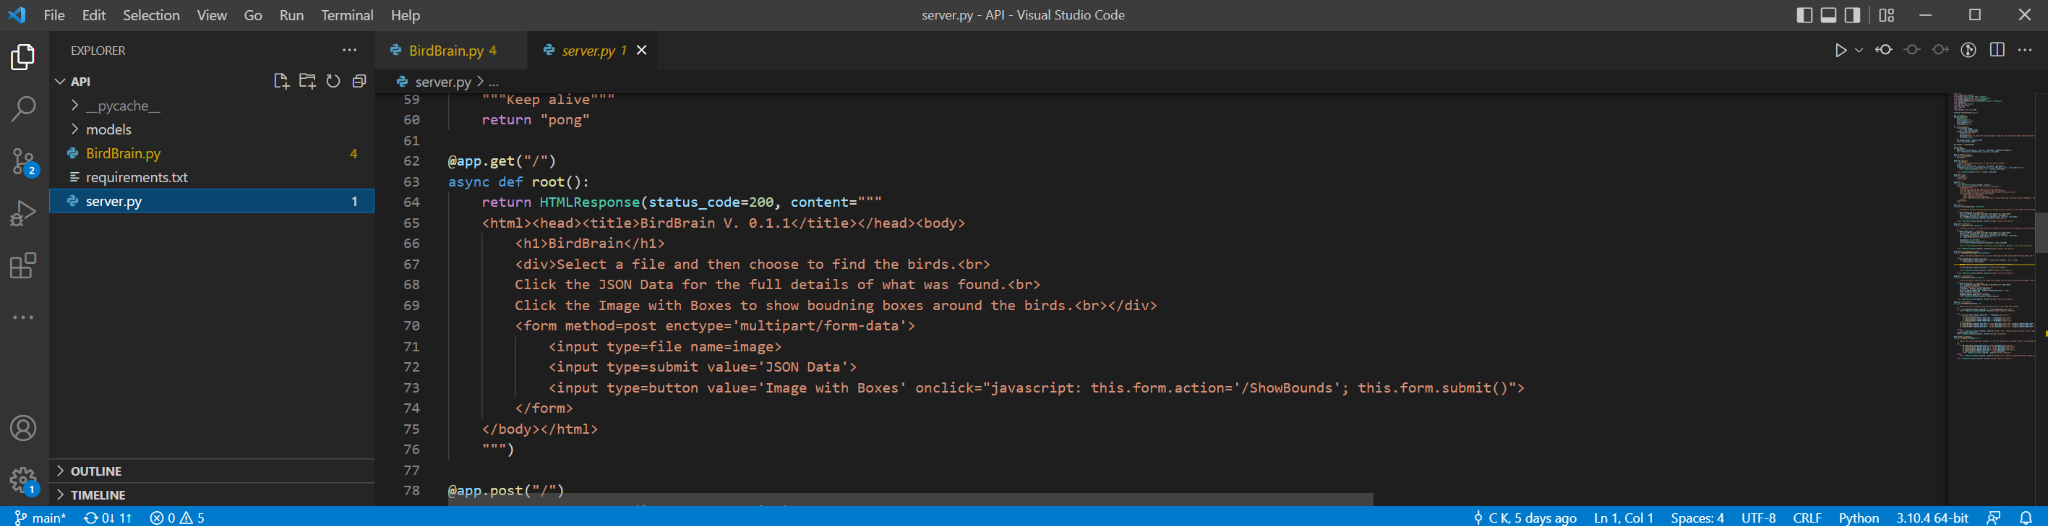 File Edit Selection View Go Run Terminal Help
server.py - API - Visual Studio Code
EXPLORER
BirdBrain.py 4
server.py 1
API
server.py > ...
__pycache__
models
BirdBrain.py 4
requirements.txt
server.py 1
59 """Keep alive"""
60 return "pong"
61
62 @app.get("/")
63 async def root():
64 return HTMLResponse(status_code=200, content="""
65 <html><head><title>BirdBrain V. 0.1.1</title></head><body>
66 <h1>BirdBrain</h1>
67 <div>Select a file and then choose to find the birds.<br>
68 Click the JSON Data for the full details of what was found.<br>
69 Click the Image with Boxes to show boudning boxes around the birds.<br></div>
70 <form method=post enctype='multipart/form-data'>
71 <input type=file name=image>
72 <input type=submit value='JSON Data'>
73 <input type=button value='Image with Boxes' onclick="javascript: this.form.action='/ShowBounds'; this.form.submit()">
74 </form>
75 </body></html>
76 """)
77
78 @app.post("/")
2
1
OUTLINE
TIMELINE
main* 0↓ 1↑ 0 5
C K, 5 days ago Ln 1, Col 1 Spaces: 4 UTF-8 CRLF Python 3.10.4 64-bit